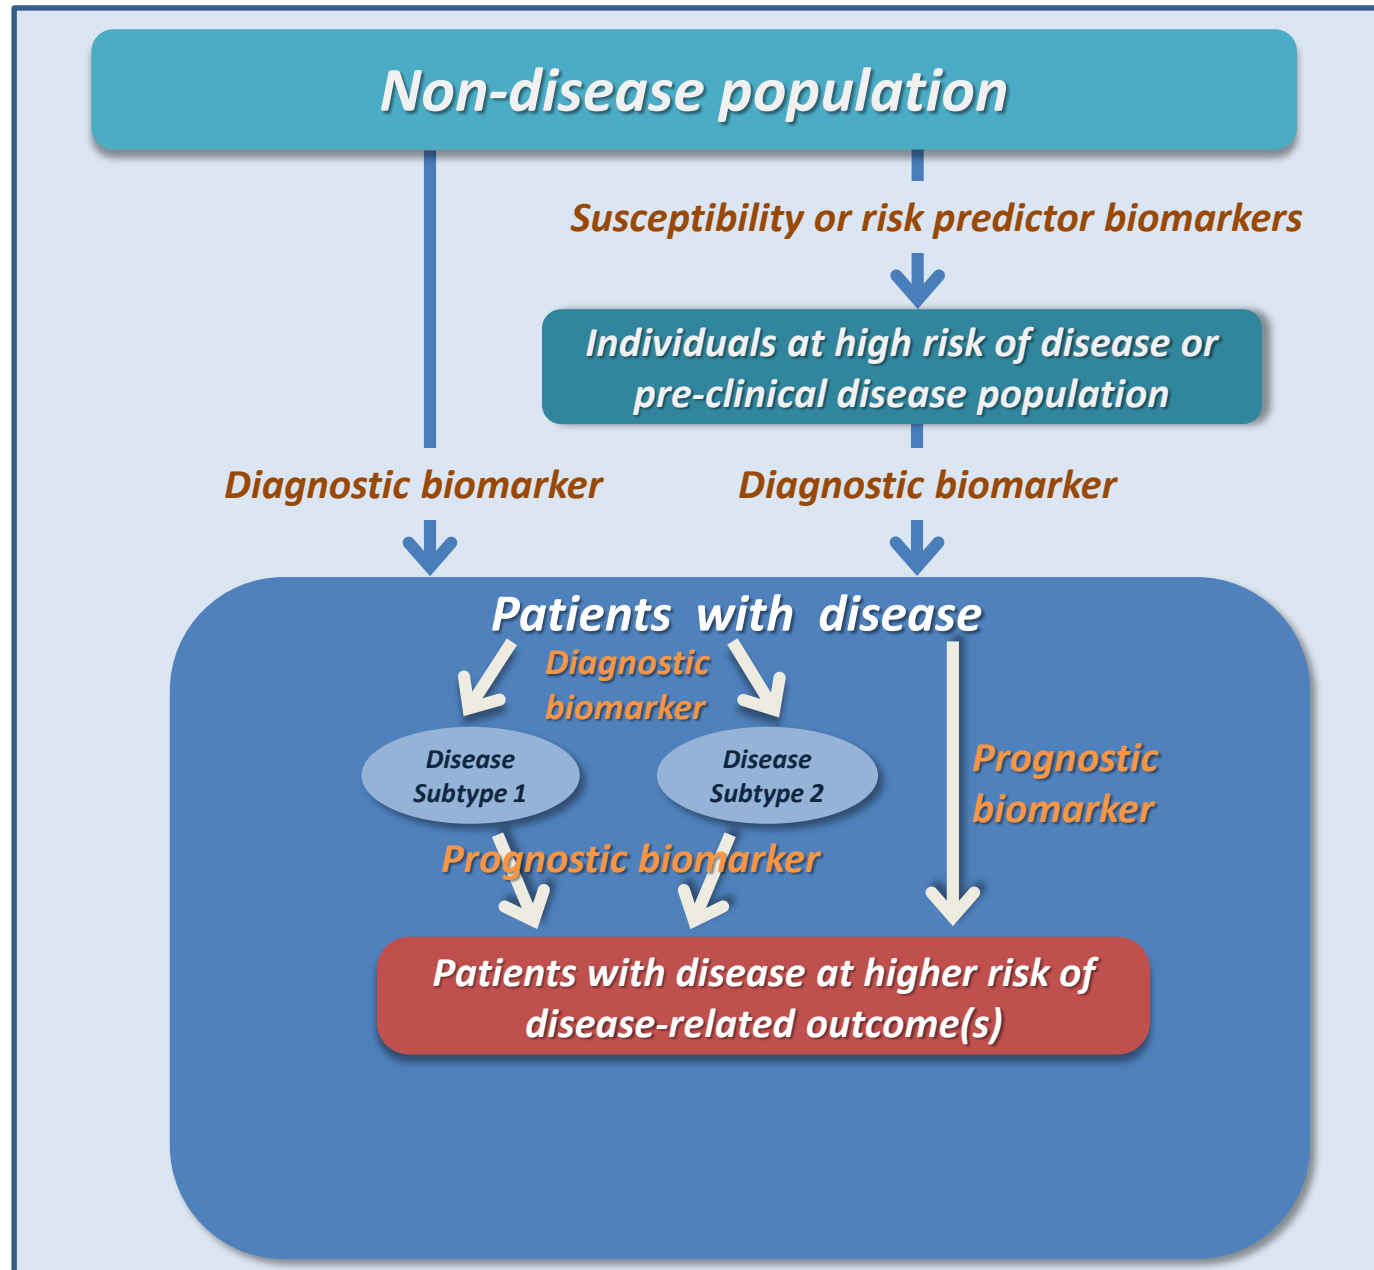 Non-disease population
Susceptibility or risk predictor biomarkers
Individuals at high risk of disease or
pre-clinical disease population
Diagnostic biomarker
Diagnostic biomarker
Patients with disease
Diagnostic
biomarker
Disease
Subtype 1
Disease
Subtype 2
Prognostic
biomarker
Prognostic biomarker
Patients with disease at higher risk of
disease-related outcome(s)